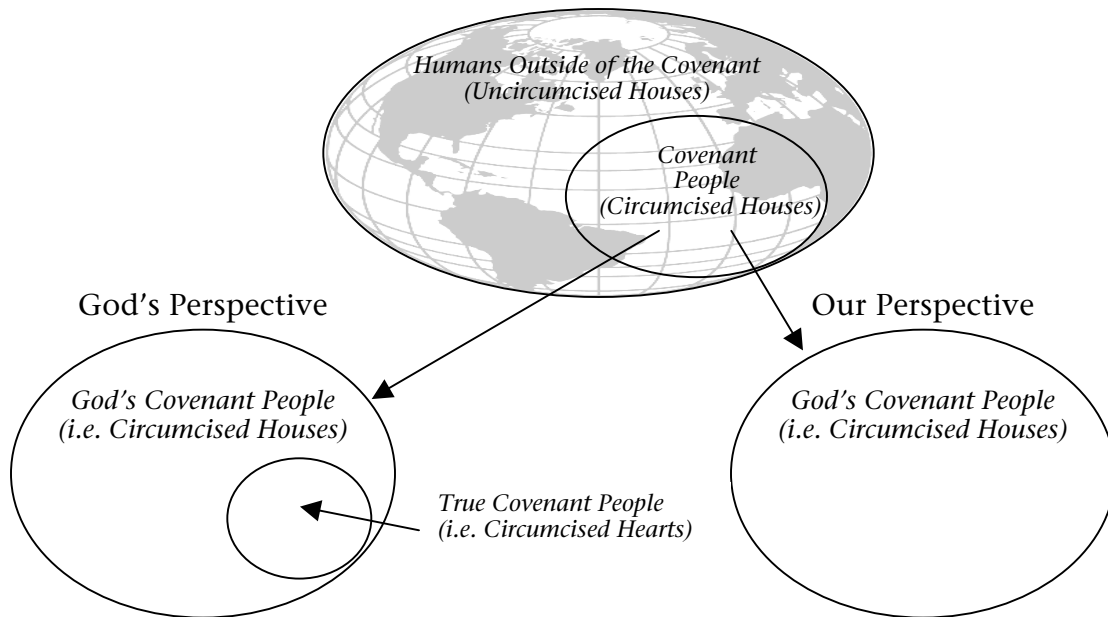 Humans Outside of the Covenant
(Uncircumcised Houses)
Covenant
People
(Circumcised Houses)
God's Perspective
God's Covenant People
(i.e. Circumcised Houses)
True Covenant People
(i.e. Circumcised Hearts)
Our Perspective
God's Covenant People
(i.e. Circumcised Houses)